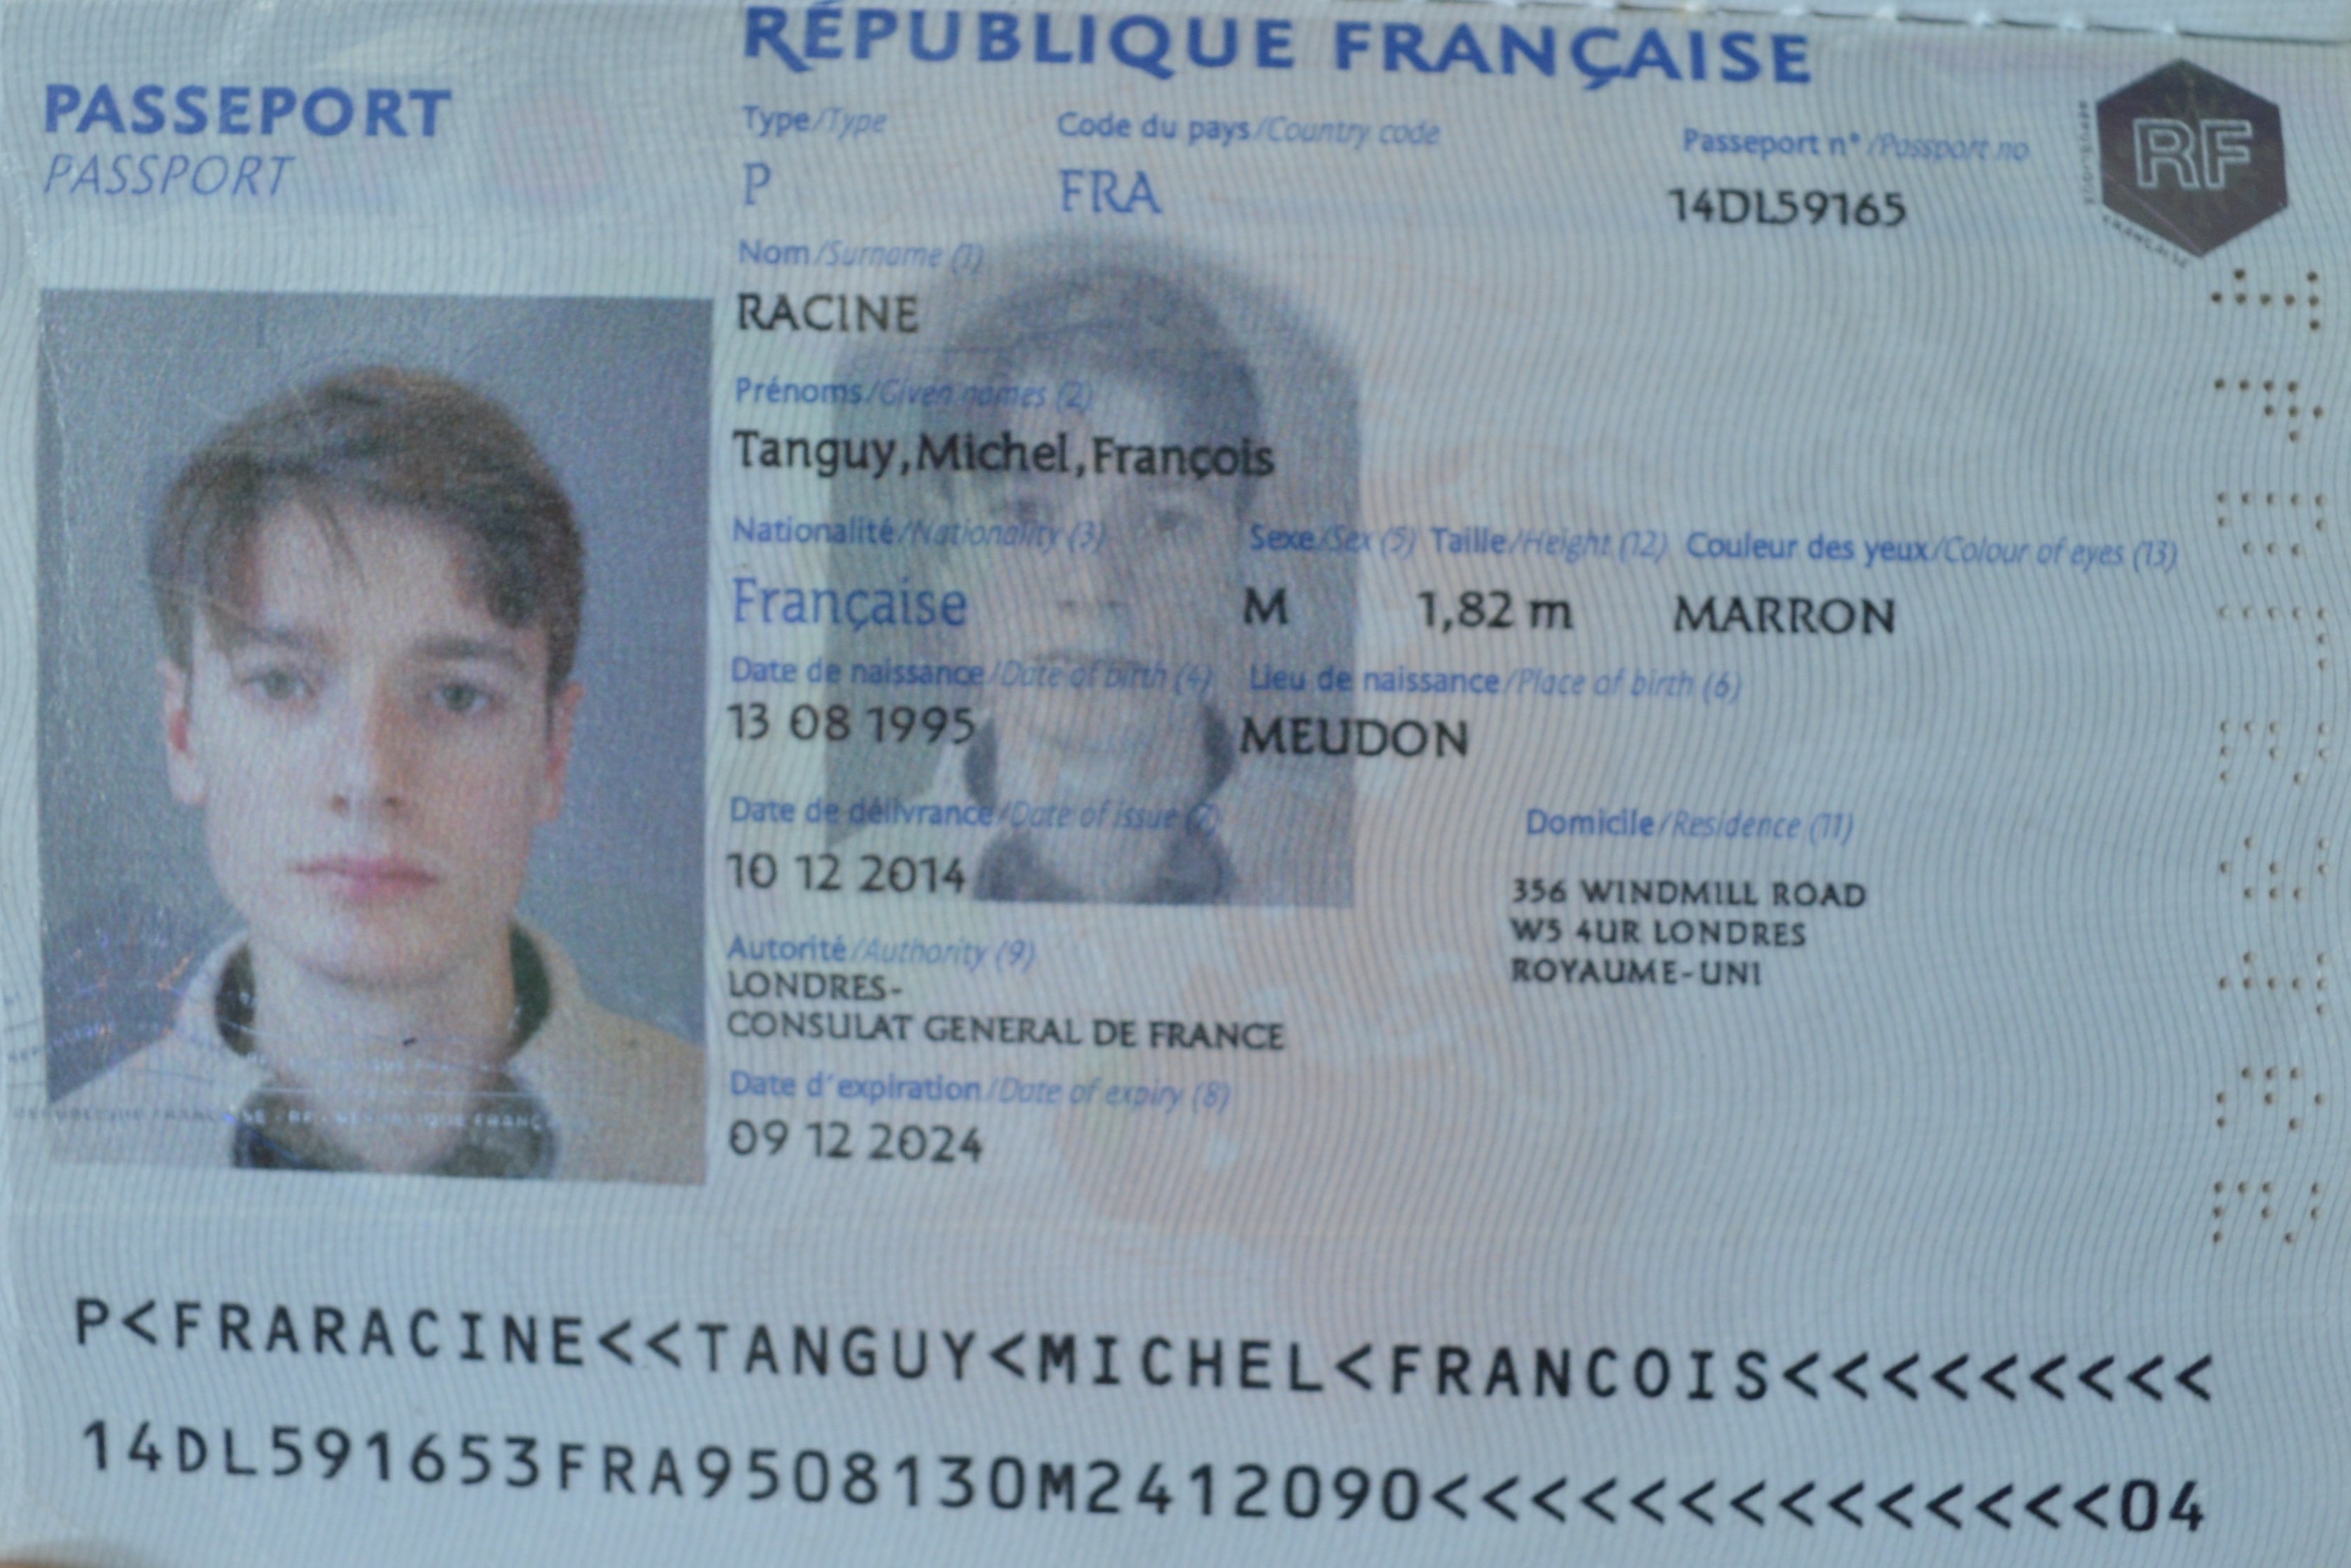 RÉPUBLIQUE FRANÇAISE
PASSEPORT
PASSPORT
Type/Type Code du pays/Country code Passeport n°/Passport no
P FRA 14DL59165
RF
Nom/Surname (1)
RACINE
Prénoms/Given names (2)
Tanguy,Michel,François
Nationalité/Nationality (3) Sexe/Sex (5) Taille/Height (12) Couleur des yeux/Colour of eyes (13)
Française M 1,82 m MARRON
Date de naissance/Date of birth (4) Lieu de naissance/Place of birth (6)
13 08 1995 MEUDON
Date de délivrance/Date of issue (7) Domicile/Residence (11)
10 12 2014
356 WINDMILL ROAD
W5 4UR LONDRES
ROYAUME-UNI
Autorité/Authority (9)
LONDRES-
CONSULAT GENERAL DE FRANCE
Date d'expiration/Date of expiry (8)
09 12 2024
P<FRARACINE<<TANGUY<MICHEL<FRANCOIS<<<<<<<<<
14DL591653FRA9508130M2412090<<<<<<<<<<<<<<04